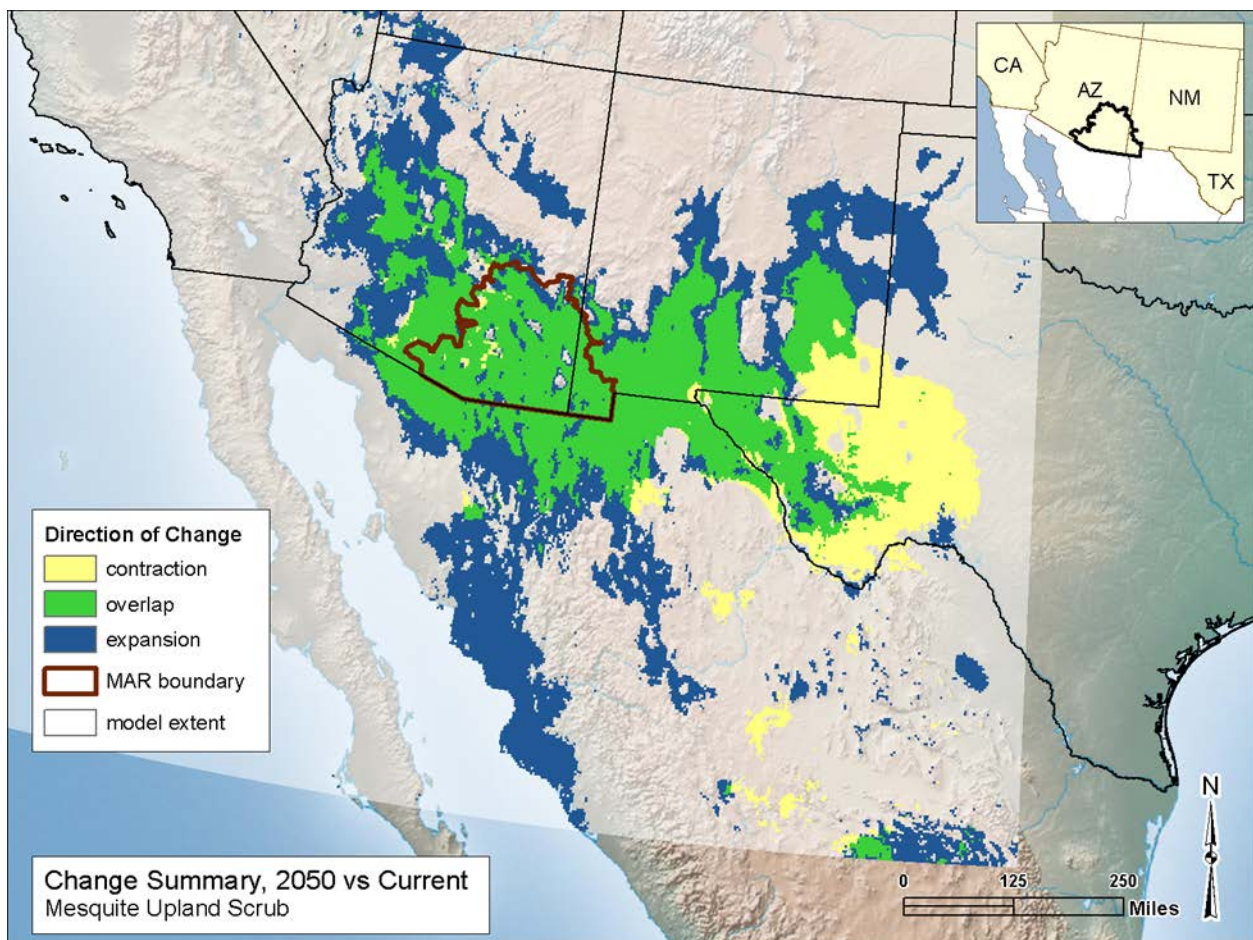 CA
AZ
NM
TX
Direction of Change
contraction
overlap
expansion
MAR boundary
model extent
N
Change Summary, 2050 vs Current
Mesquite Upland Scrub
0 125 250
Miles